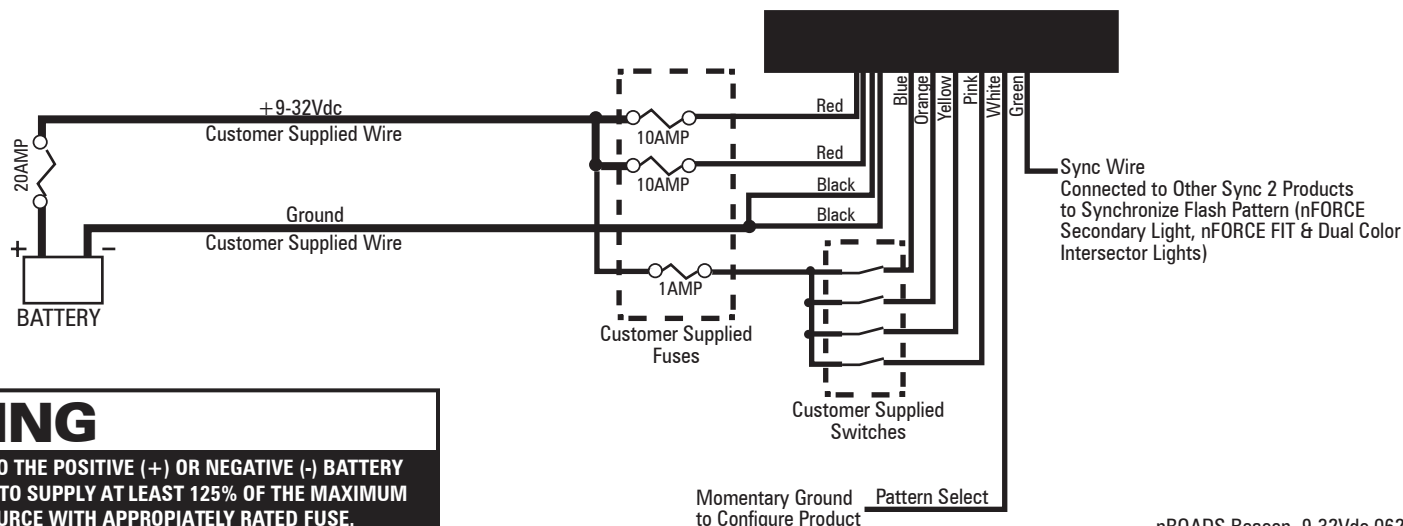 +9-32Vdc
Customer Supplied Wire
20AMP
Ground
Customer Supplied Wire
+
–
BATTERY
10AMP
10AMP
1AMP
Customer Supplied
Fuses
Red
Red
Black
Black
Blue
Orange
Yellow
Pink
White
Green
Sync Wire
Connected to Other Sync 2 Products
to Synchronize Flash Pattern (nFORCE
Secondary Light, nFORCE FIT & Dual Color
Intersector Lights)
Customer Supplied
Switches
Momentary Ground
to Configure Product
Pattern Select
THE POSITIVE (+) OR NEGATIVE (-) BATTERY
TO SUPPLY AT LEAST 125% OF THE MAXIMUM
WITH APPROPIATELY RATED FUSE.
9-32Vdc